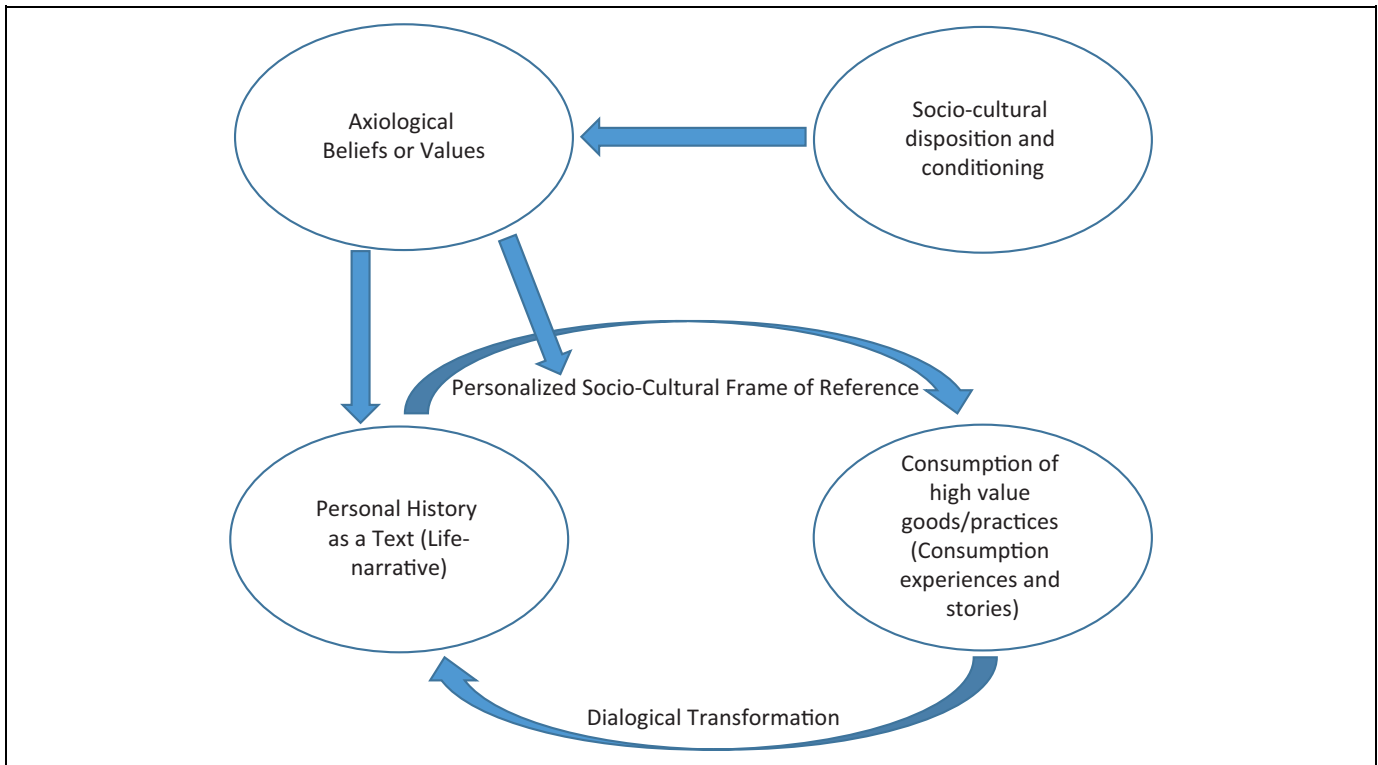 Axiological
Beliefs or Values
Socio-cultural
disposition and
conditioning
Personalized Socio-Cultural Frame of Reference
Personal History
as a Text (Life-
narrative)
Consumption of
high value
goods/practices
(Consumption
experiences and
stories)
Dialogical Transformation